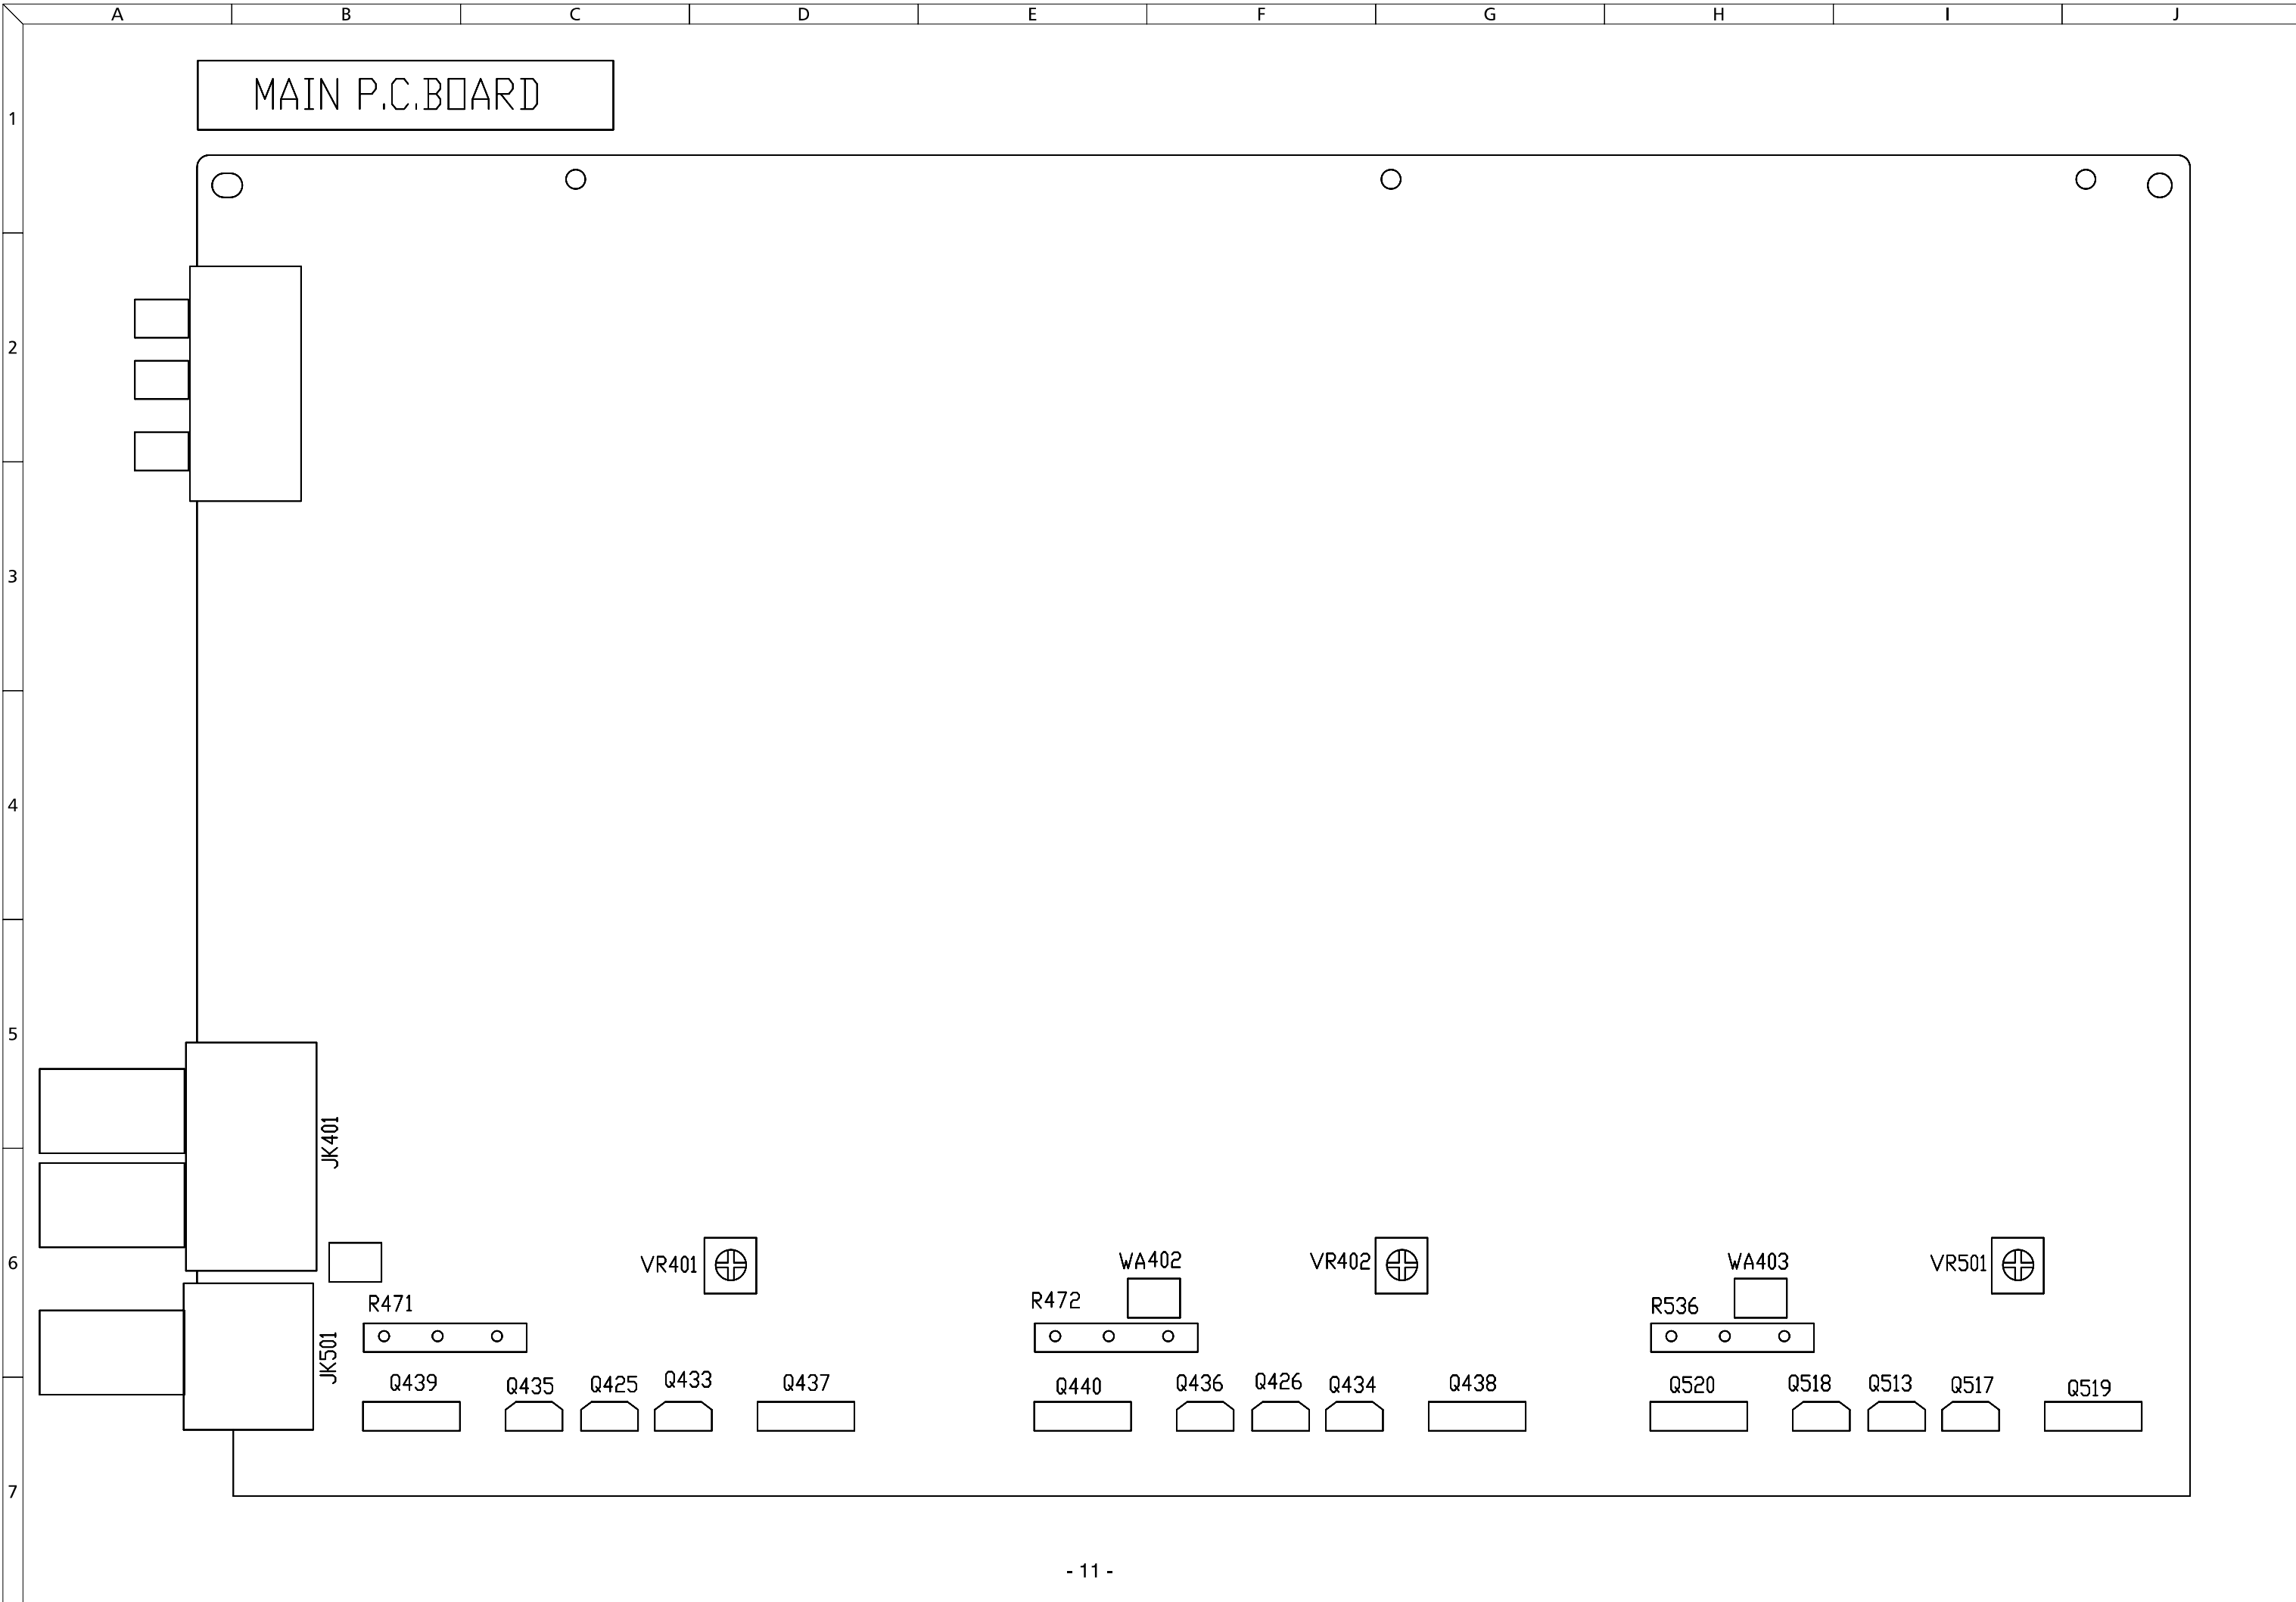 A B C D E F G H I J
1
MAIN P.C.BOARD
2
3
4
5
JK401
6
VR401
WA402
VR402
WA403
VR501
R471
R472
R536
JK501
Q439 Q435 Q425 Q433 Q437 Q440 Q436 Q426 Q434 Q438 Q520 Q518 Q513 Q517 Q519
7
- 11 -